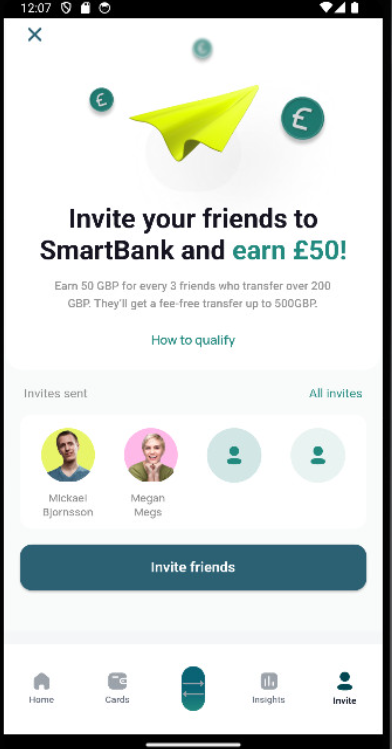 12:07
£
£
£
Invite your friends to
SmartBank and earn £50!
Earn 50 GBP for every 3 friends who transfer over 200
GBP. They'll get a fee-free transfer up to 500GBP.
How to qualify
Invites sent
All invites
Mickael
Bjornsson
Megan
Megs
Invite friends
Home
Cards
Insights
Invite